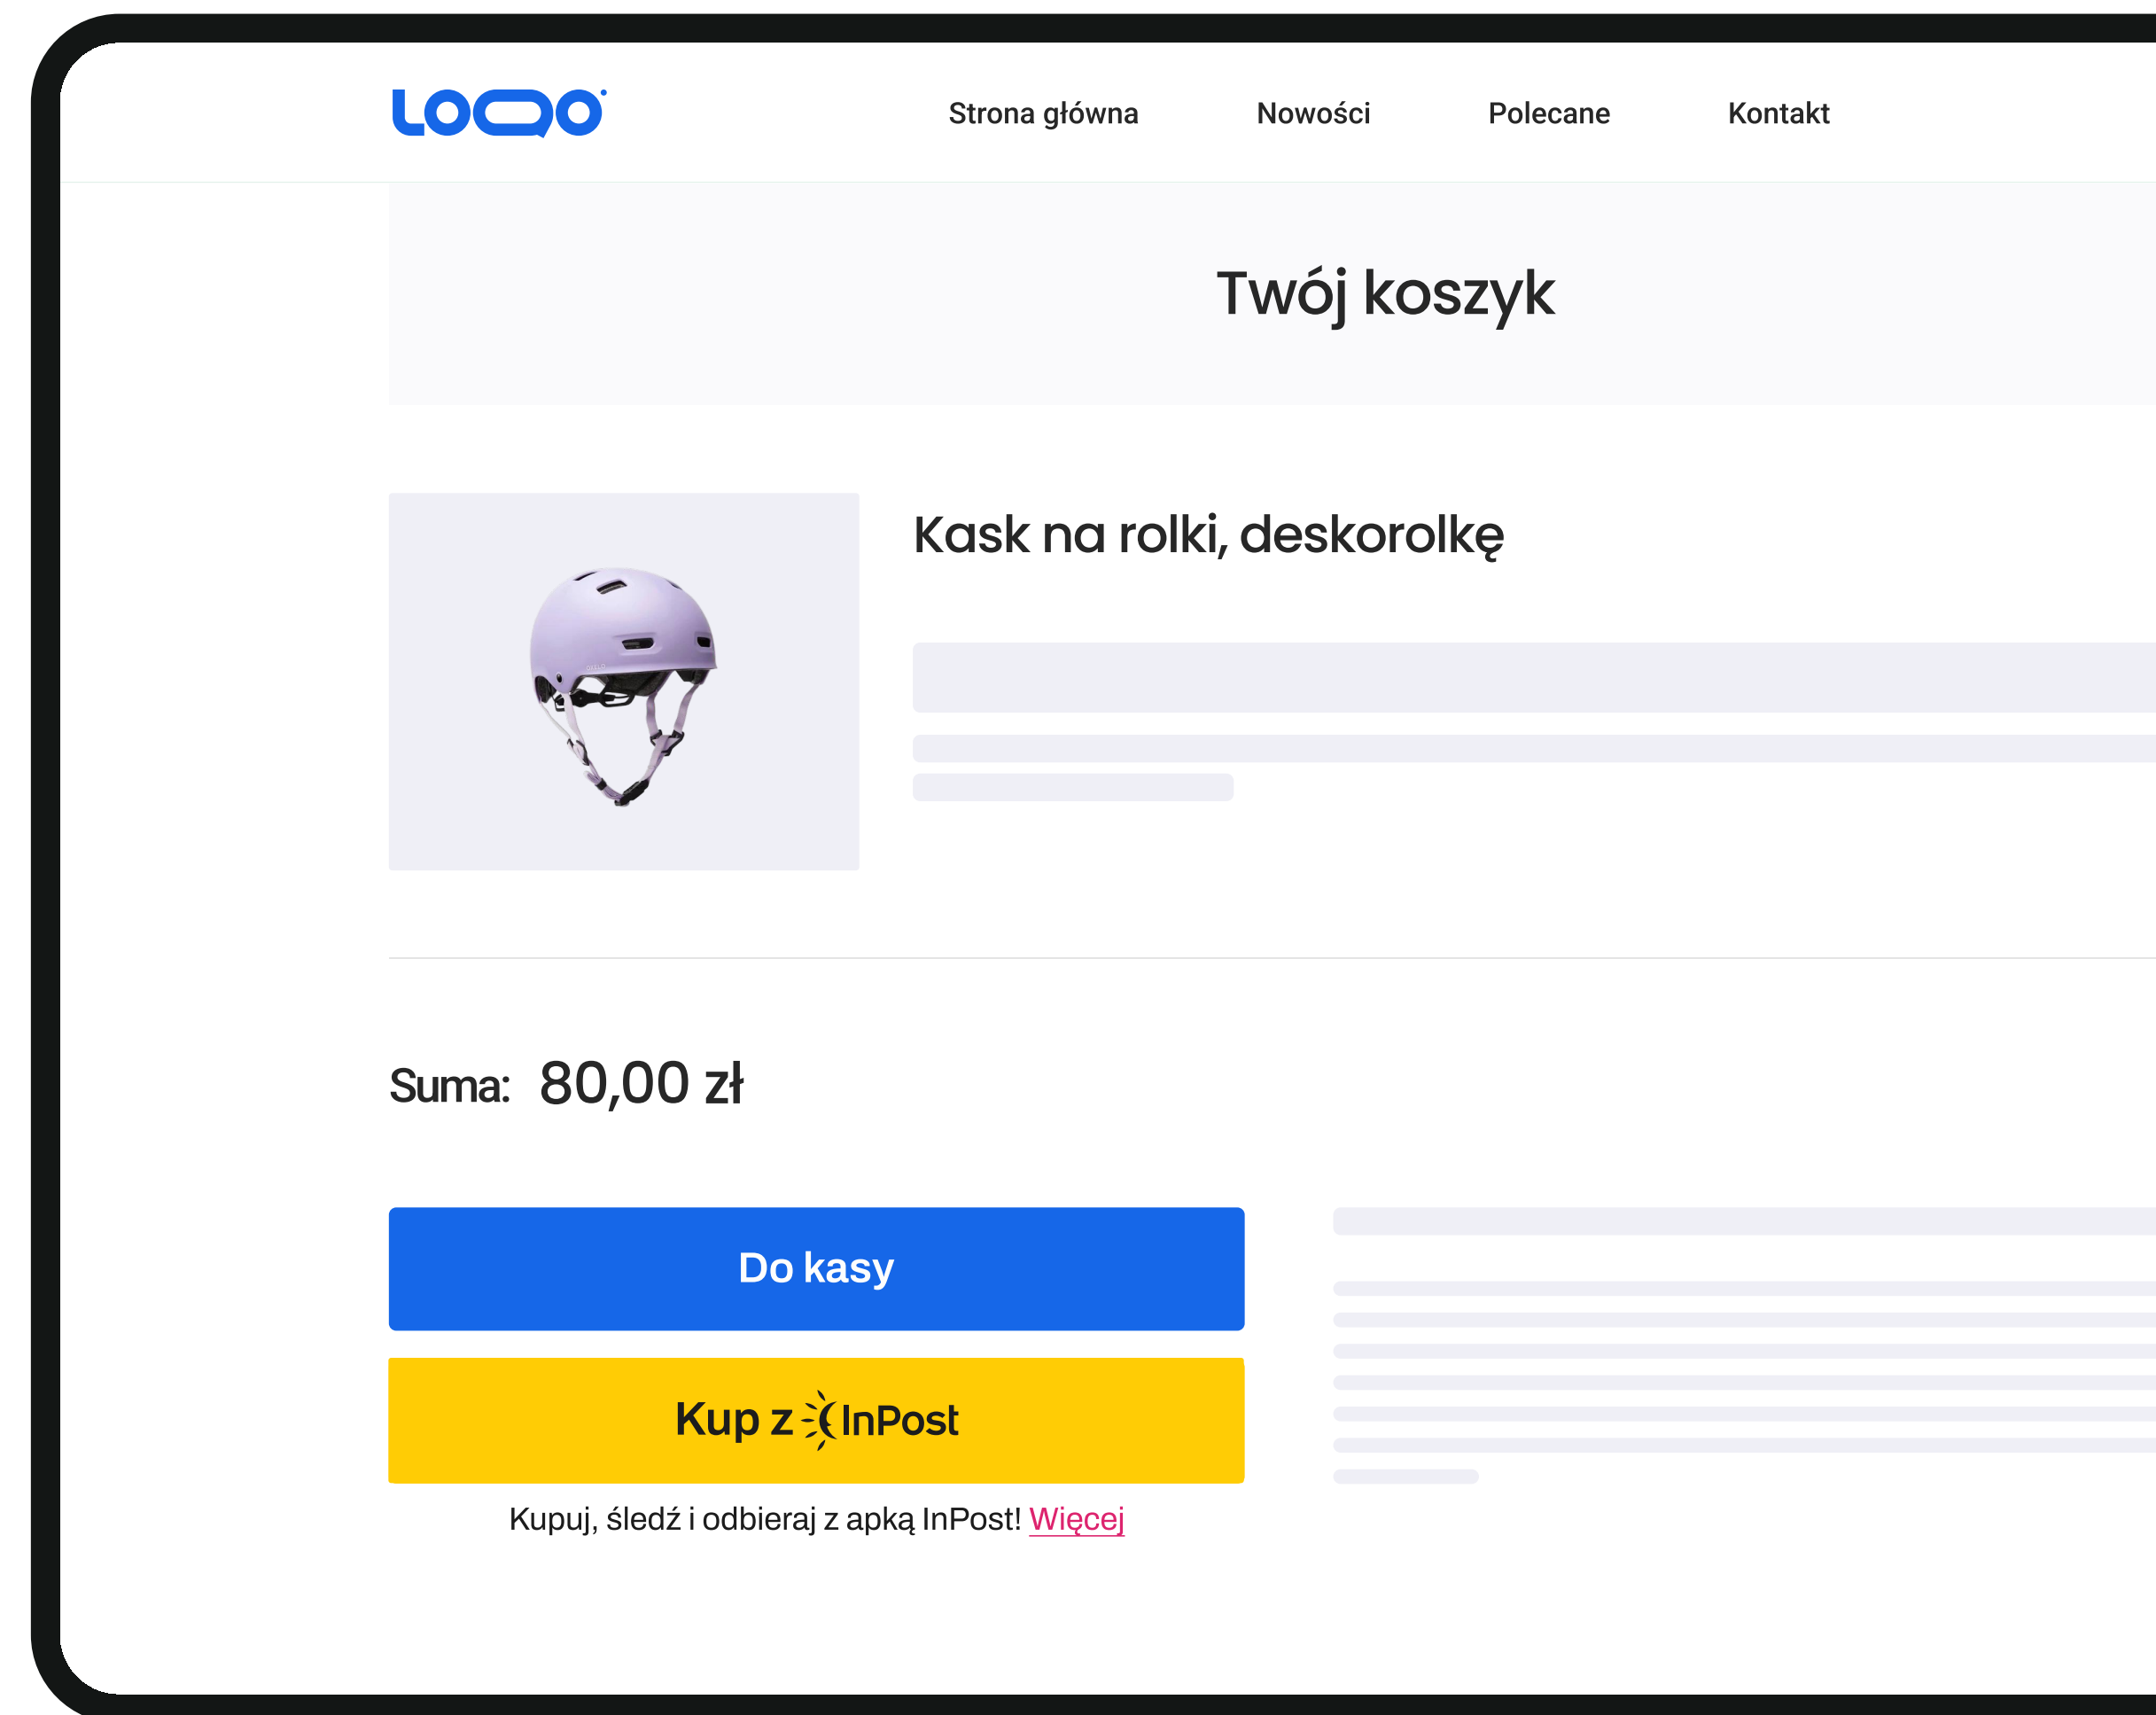 LOQO
Strona główna Nowości Polecane Kontakt
Twój koszyk
Kask na rolki, deskorolkę
Suma: 80,00 zł
Do kasy
Kup z InPost
Kupuj, śledź i odbieraj z apką InPost! Więcej